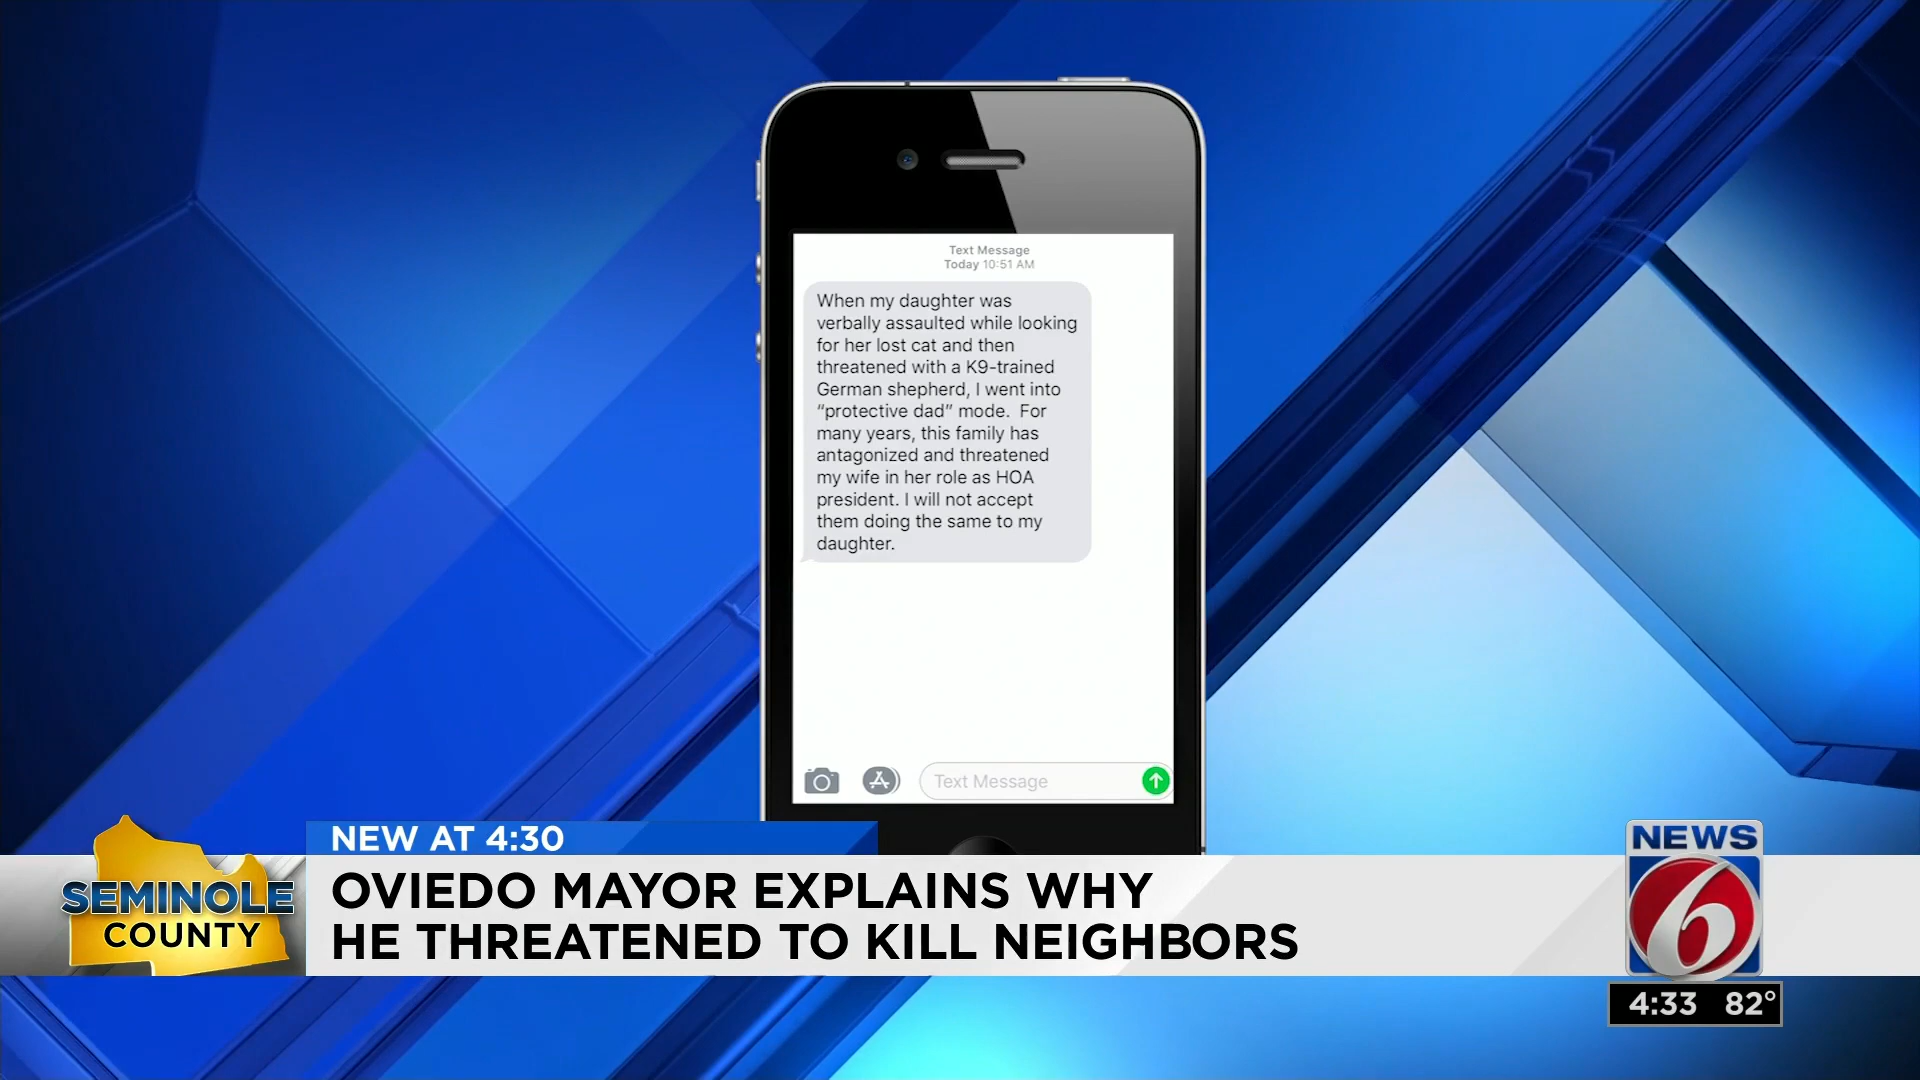 Text Message
Today 10:51 AM
When my daughter was
verbally assaulted while looking
for her lost cat and then
threatened with a K9-trained
German shepherd, I went into
“protective dad” mode.  For
many years, this family has
antagonized and threatened
my wife in her role as HOA
president. I will not accept
them doing the same to my
daughter.
Text Message
NEW AT 4:30
SEMINOLE
COUNTY
OVIEDO MAYOR EXPLAINS WHY
HE THREATENED TO KILL NEIGHBORS
NEWS
6
4:33 82°